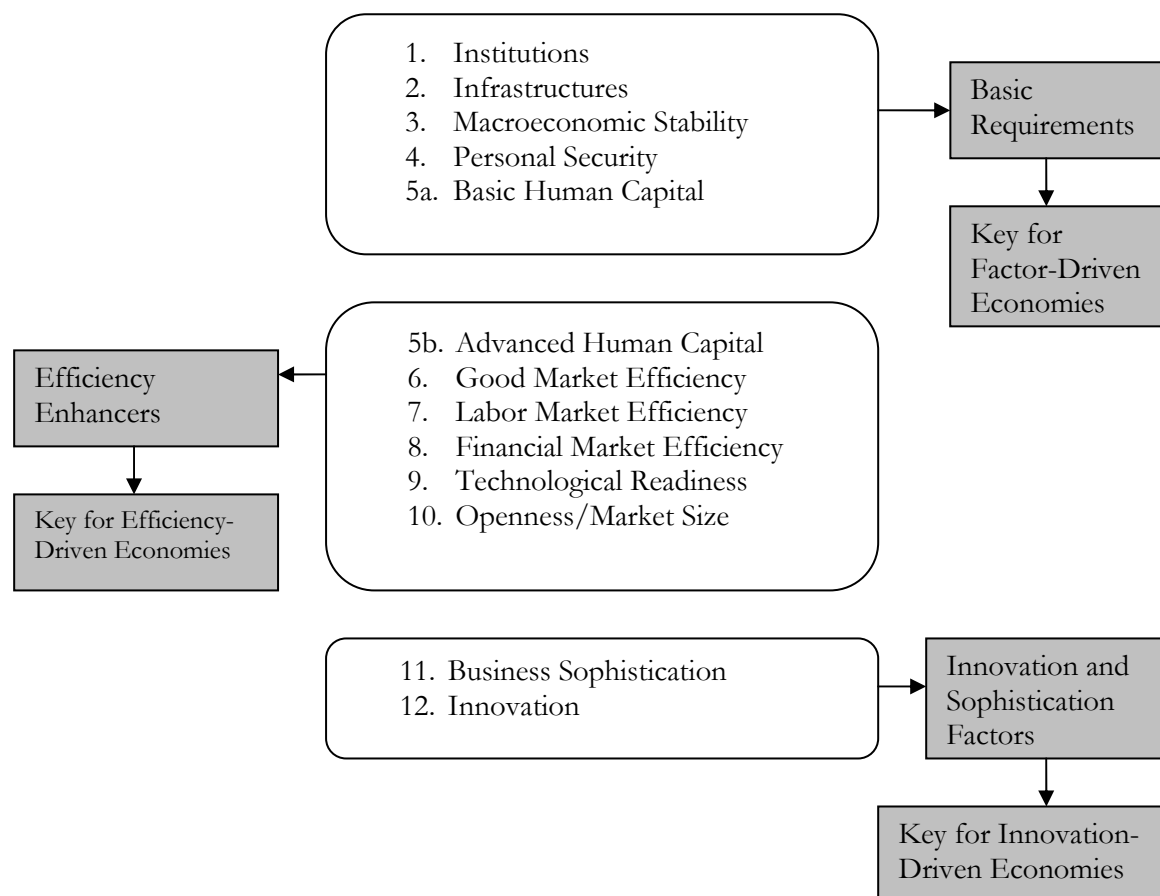 1. Institutions
2. Infrastructures
3. Macroeconomic Stability
4. Personal Security
5a. Basic Human Capital
Basic
Requirements
Key for
Factor-Driven
Economies
5b. Advanced Human Capital
6. Good Market Efficiency
7. Labor Market Efficiency
8. Financial Market Efficiency
9. Technological Readiness
10. Openness/Market Size
Efficiency
Enhancers
Key for Efficiency-
Driven Economies
11. Business Sophistication
12. Innovation
Innovation and
Sophistication
Factors
Key for Innovation-
Driven Economies